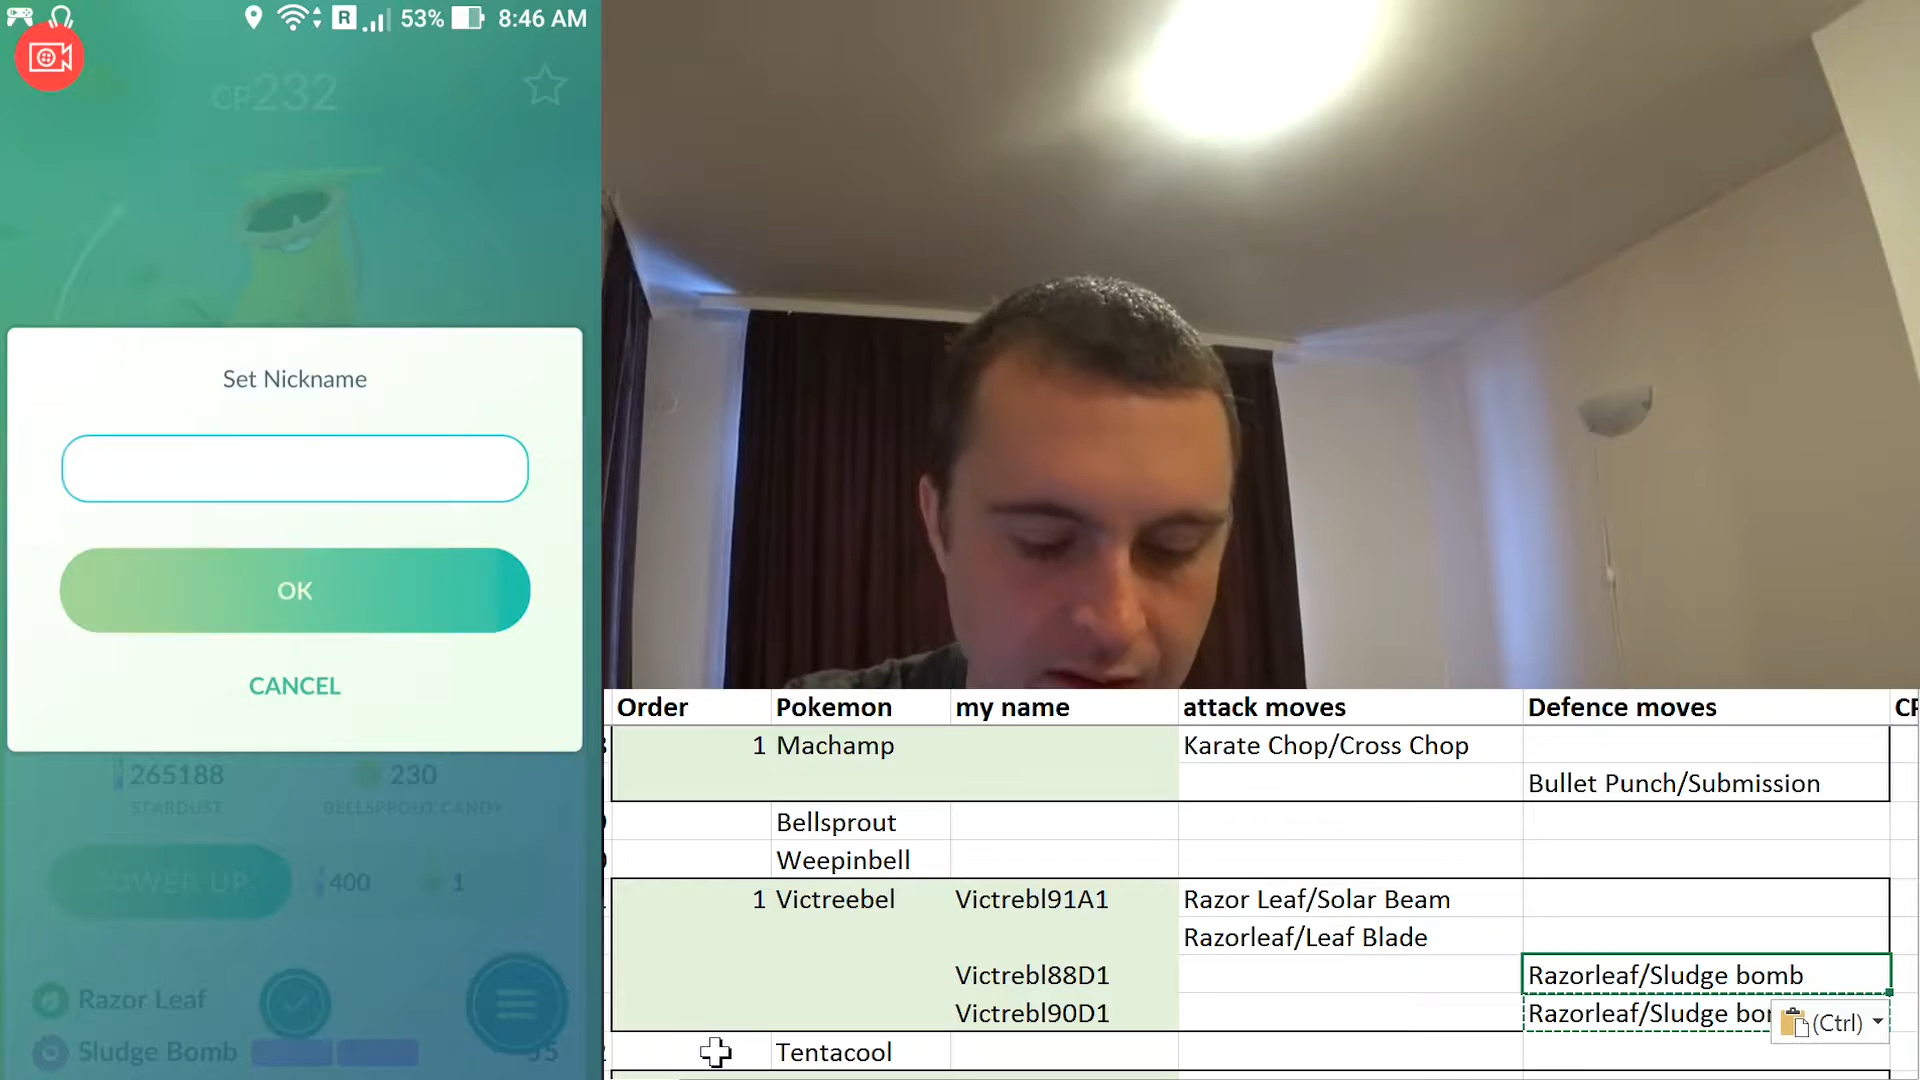 R 53% 8:46 AM
CP232
Set Nickname
OK
CANCEL
265188
STARDUST
230
BELLSPROUT CANDY
POWER UP
400
1
Razor Leaf
Sludge Bomb
Order Pokemon my name attack moves Defence moves
1 Machamp Karate Chop/Cross Chop
Bullet Punch/Submission
Bellsprout
Weepinbell
1 Victreebel Victrebl91A1 Razor Leaf/Solar Beam
Razorleaf/Leaf Blade
Victrebl88D1 Razorleaf/Sludge bomb
Victrebl90D1 Razorleaf/Sludge
(Ctrl)
Tentacool